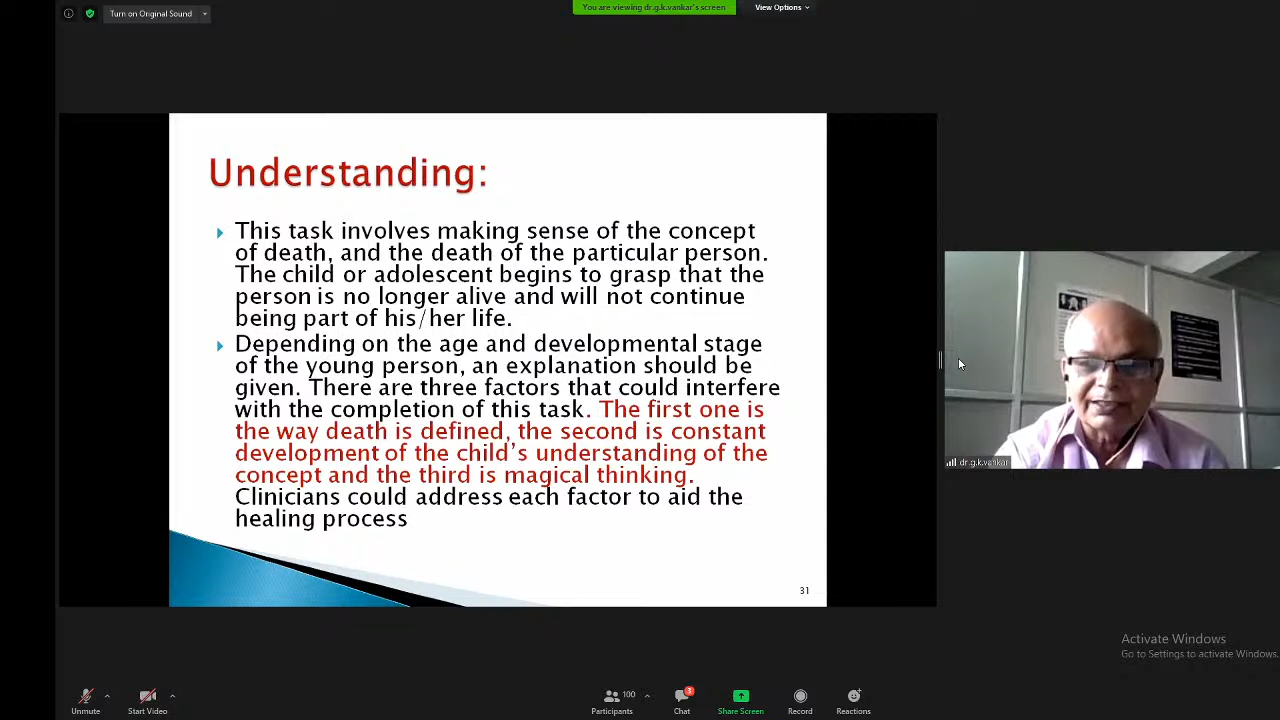 Turn on Original Sound
You are viewing dr.g.k.vankar's screen
View Options
Understanding:
This task involves making sense of the concept
of death, and the death of the particular person.
The child or adolescent begins to grasp that the
person is no longer alive and will not continue
being part of his/her life.
Depending on the age and developmental stage
of the young person, an explanation should be
given. There are three factors that could interfere
with the completion of this task. The first one is
the way death is defined, the second is constant
development of the child's understanding of the
concept and the third is magical thinking.
Clinicians could address each factor to aid the
healing process
31
dr.g.k.vankar
Activate Windows
Go to Settings to activate Windows.
Unmute
Start Video
Participants
100
Chat
3
Share Screen
Record
Reactions